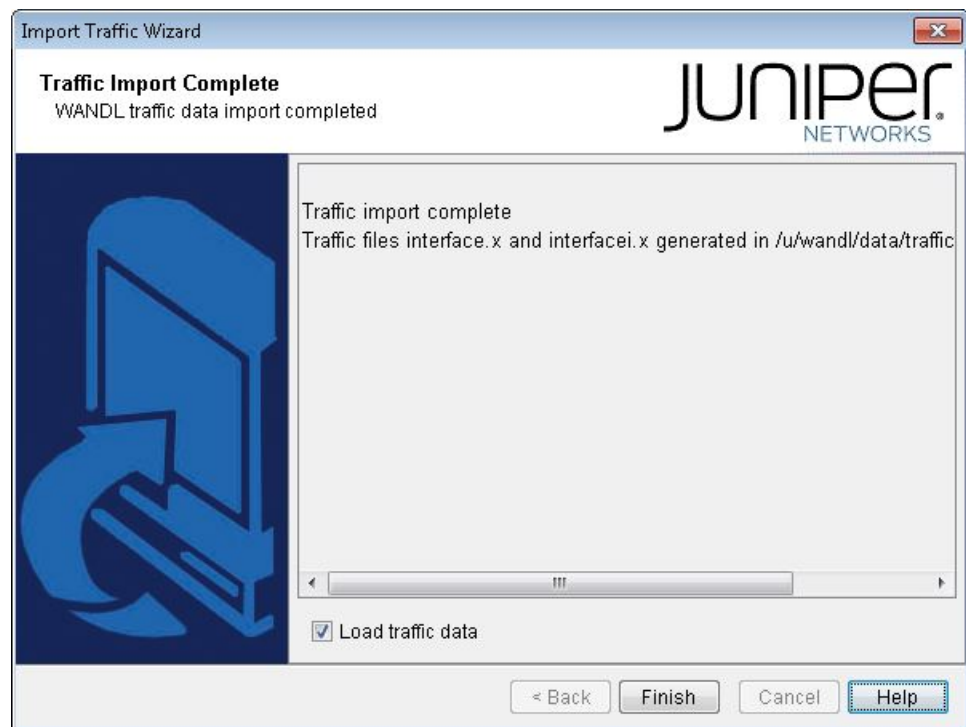 Import Traffic Wizard
Traffic Import Complete
WANDL traffic data import completed
JUNIPER
NETWORKS
Traffic import complete
Traffic files interface.x and interfacei.x generated in /u/wandl/data/traffic
Load traffic data
< Back Finish Cancel Help